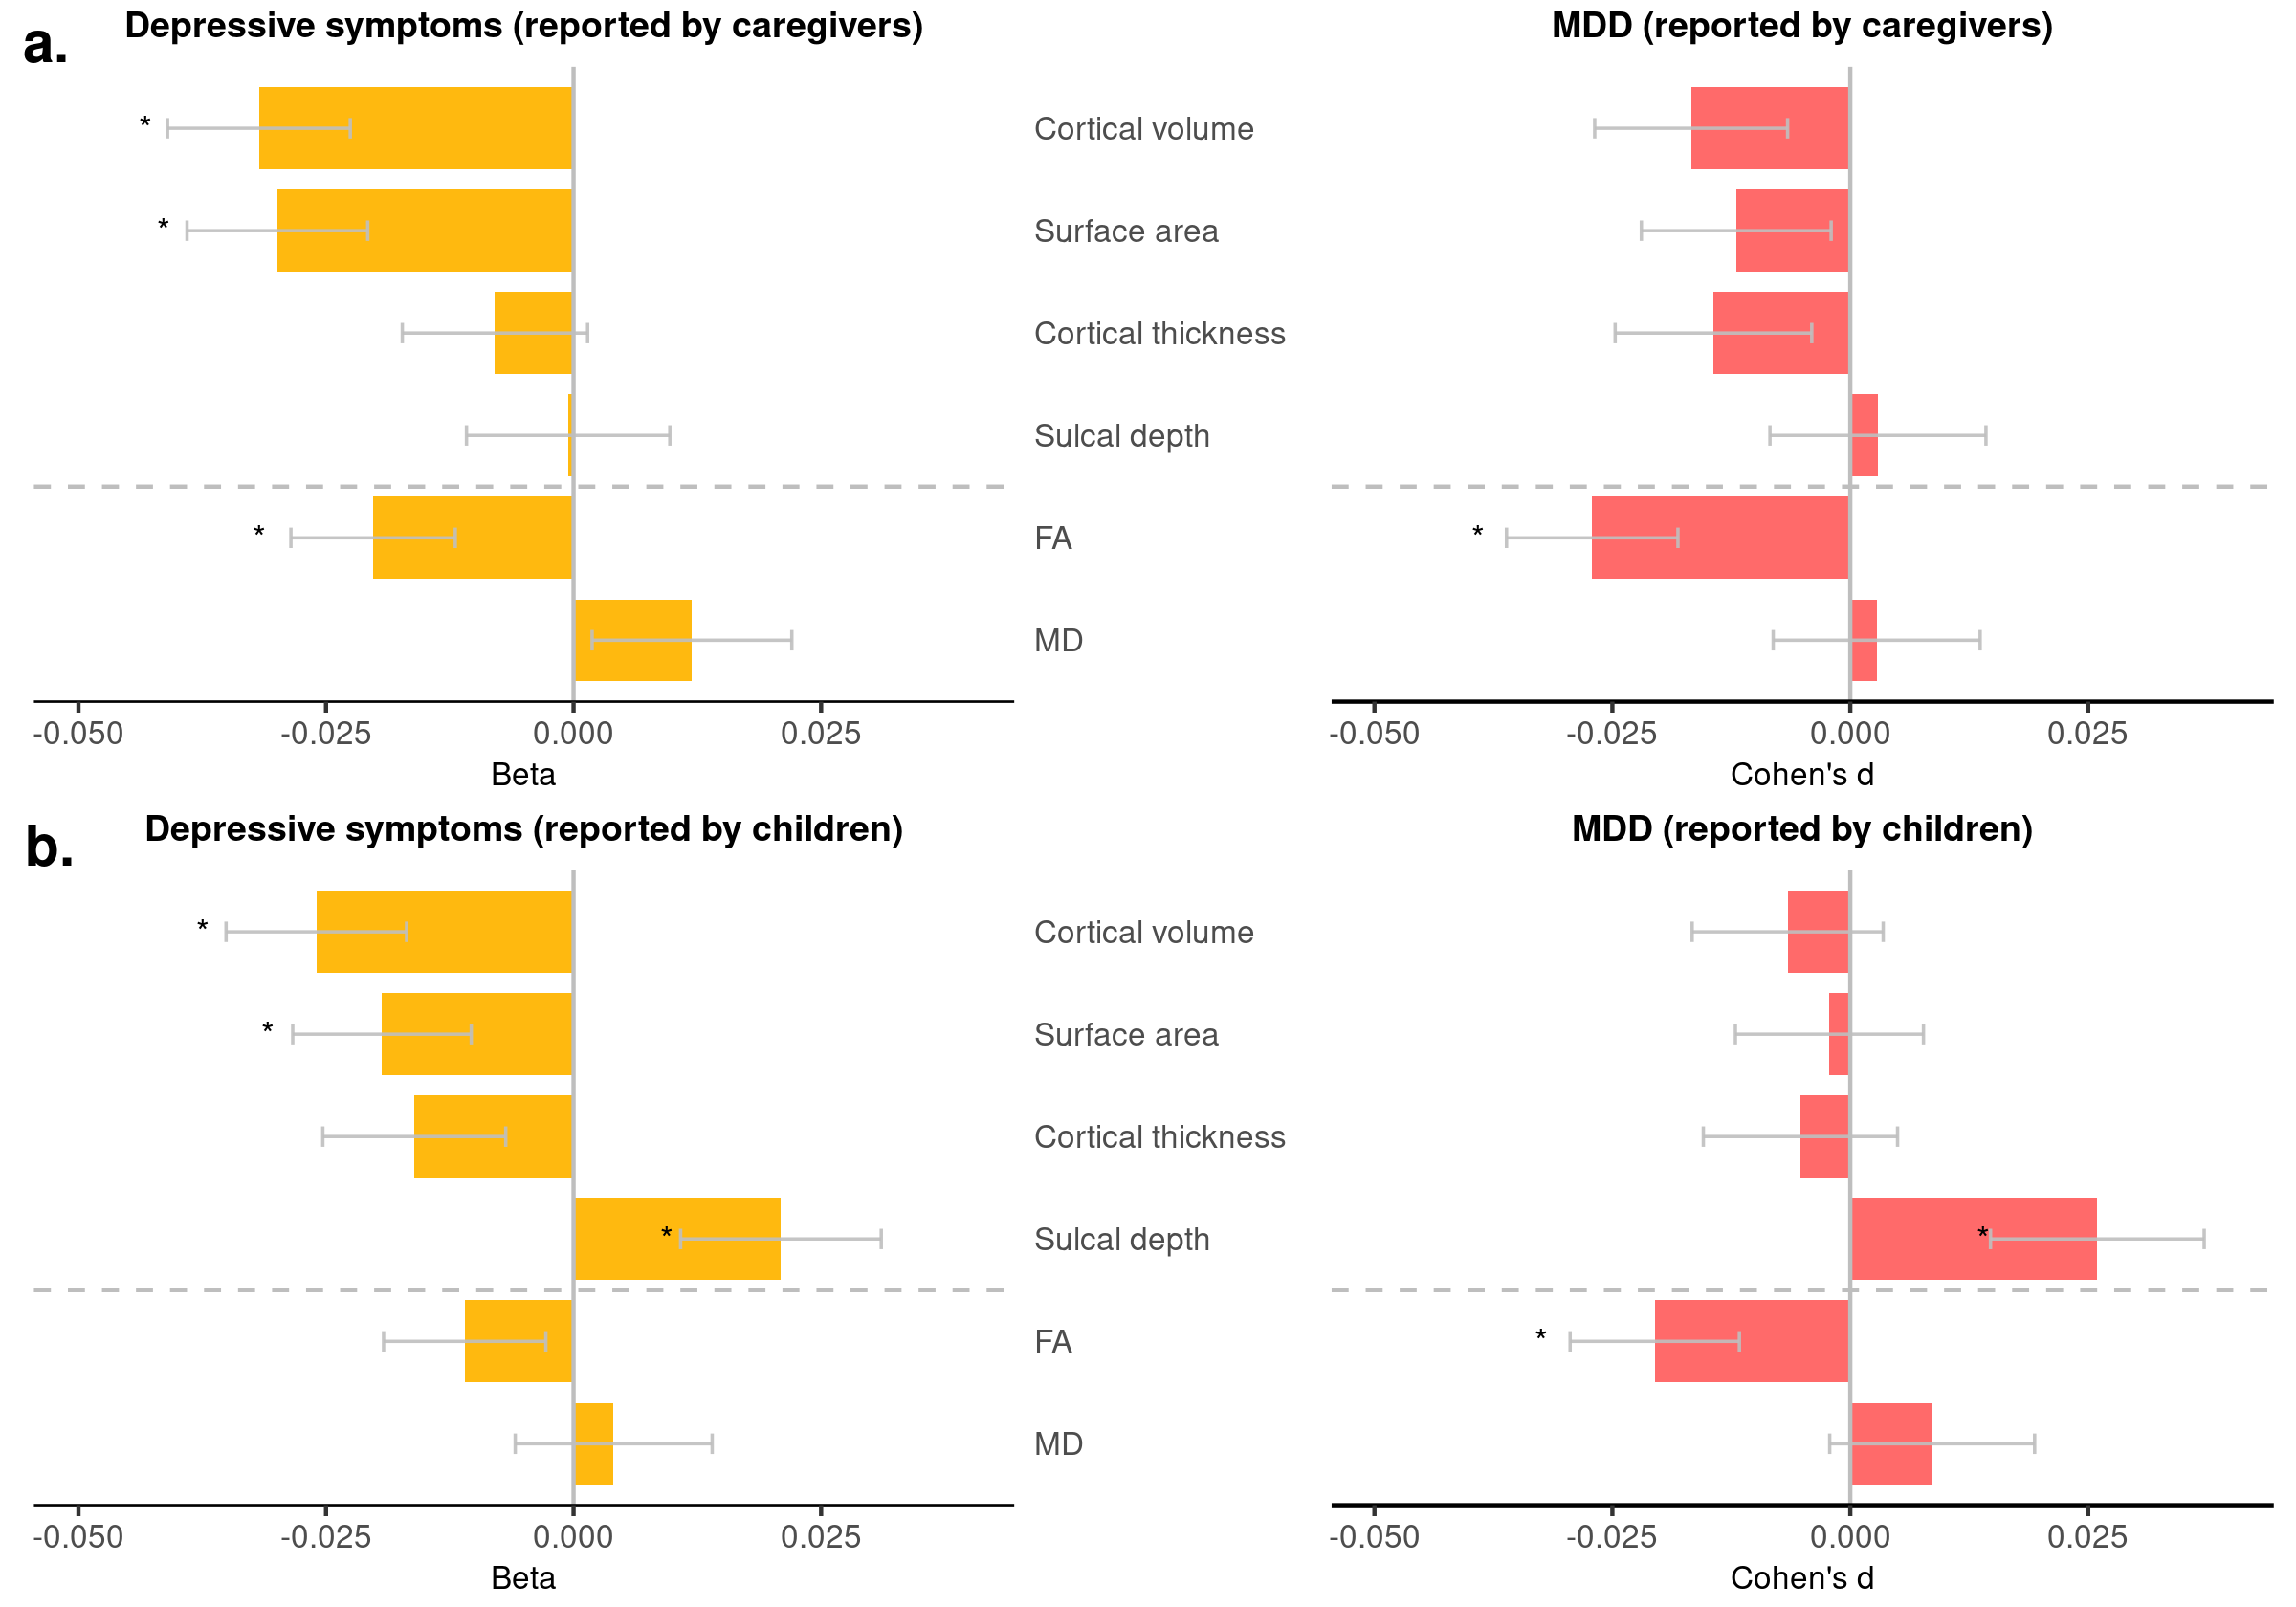 a.
Depressive symptoms (reported by caregivers)
MDD (reported by caregivers)
* Cortical volume
* Surface area
Cortical thickness
Sulcal depth
* FA *
MD
-0.050 -0.025 0.000 0.025
-0.050 -0.025 0.000 0.025
Beta
Cohen's d
b.
Depressive symptoms (reported by children)
MDD (reported by children)
* Cortical volume
* Surface area
Cortical thickness
* Sulcal depth *
FA *
MD
-0.050 -0.025 0.000 0.025
-0.050 -0.025 0.000 0.025
Beta
Cohen's d